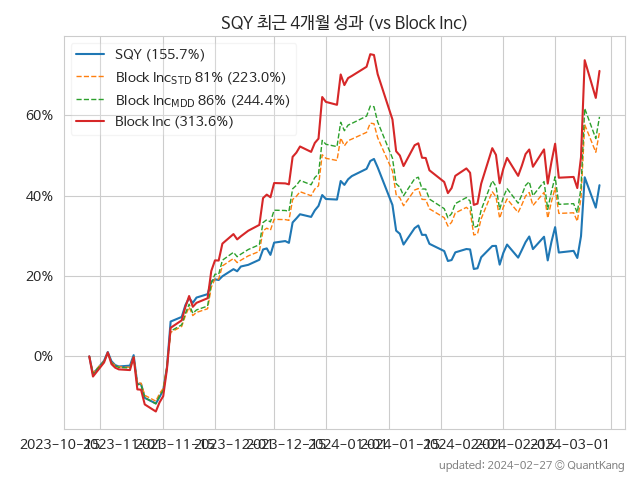 SQY 최근 4개월 성과 (vs Block Inc)
SQY (155.7%)
Block IncSTD 81% (223.0%)
Block IncMDD 86% (244.4%)
Block Inc (313.6%)
60%
40%
20%
0%
2023-10-15 2023-11-01 2023-11-15 2023-12-01 2023-12-15 2024-01-01 2024-01-15 2024-02-01 2024-02-15 2024-03-01
updated: 2024-02-27 © QuantKang